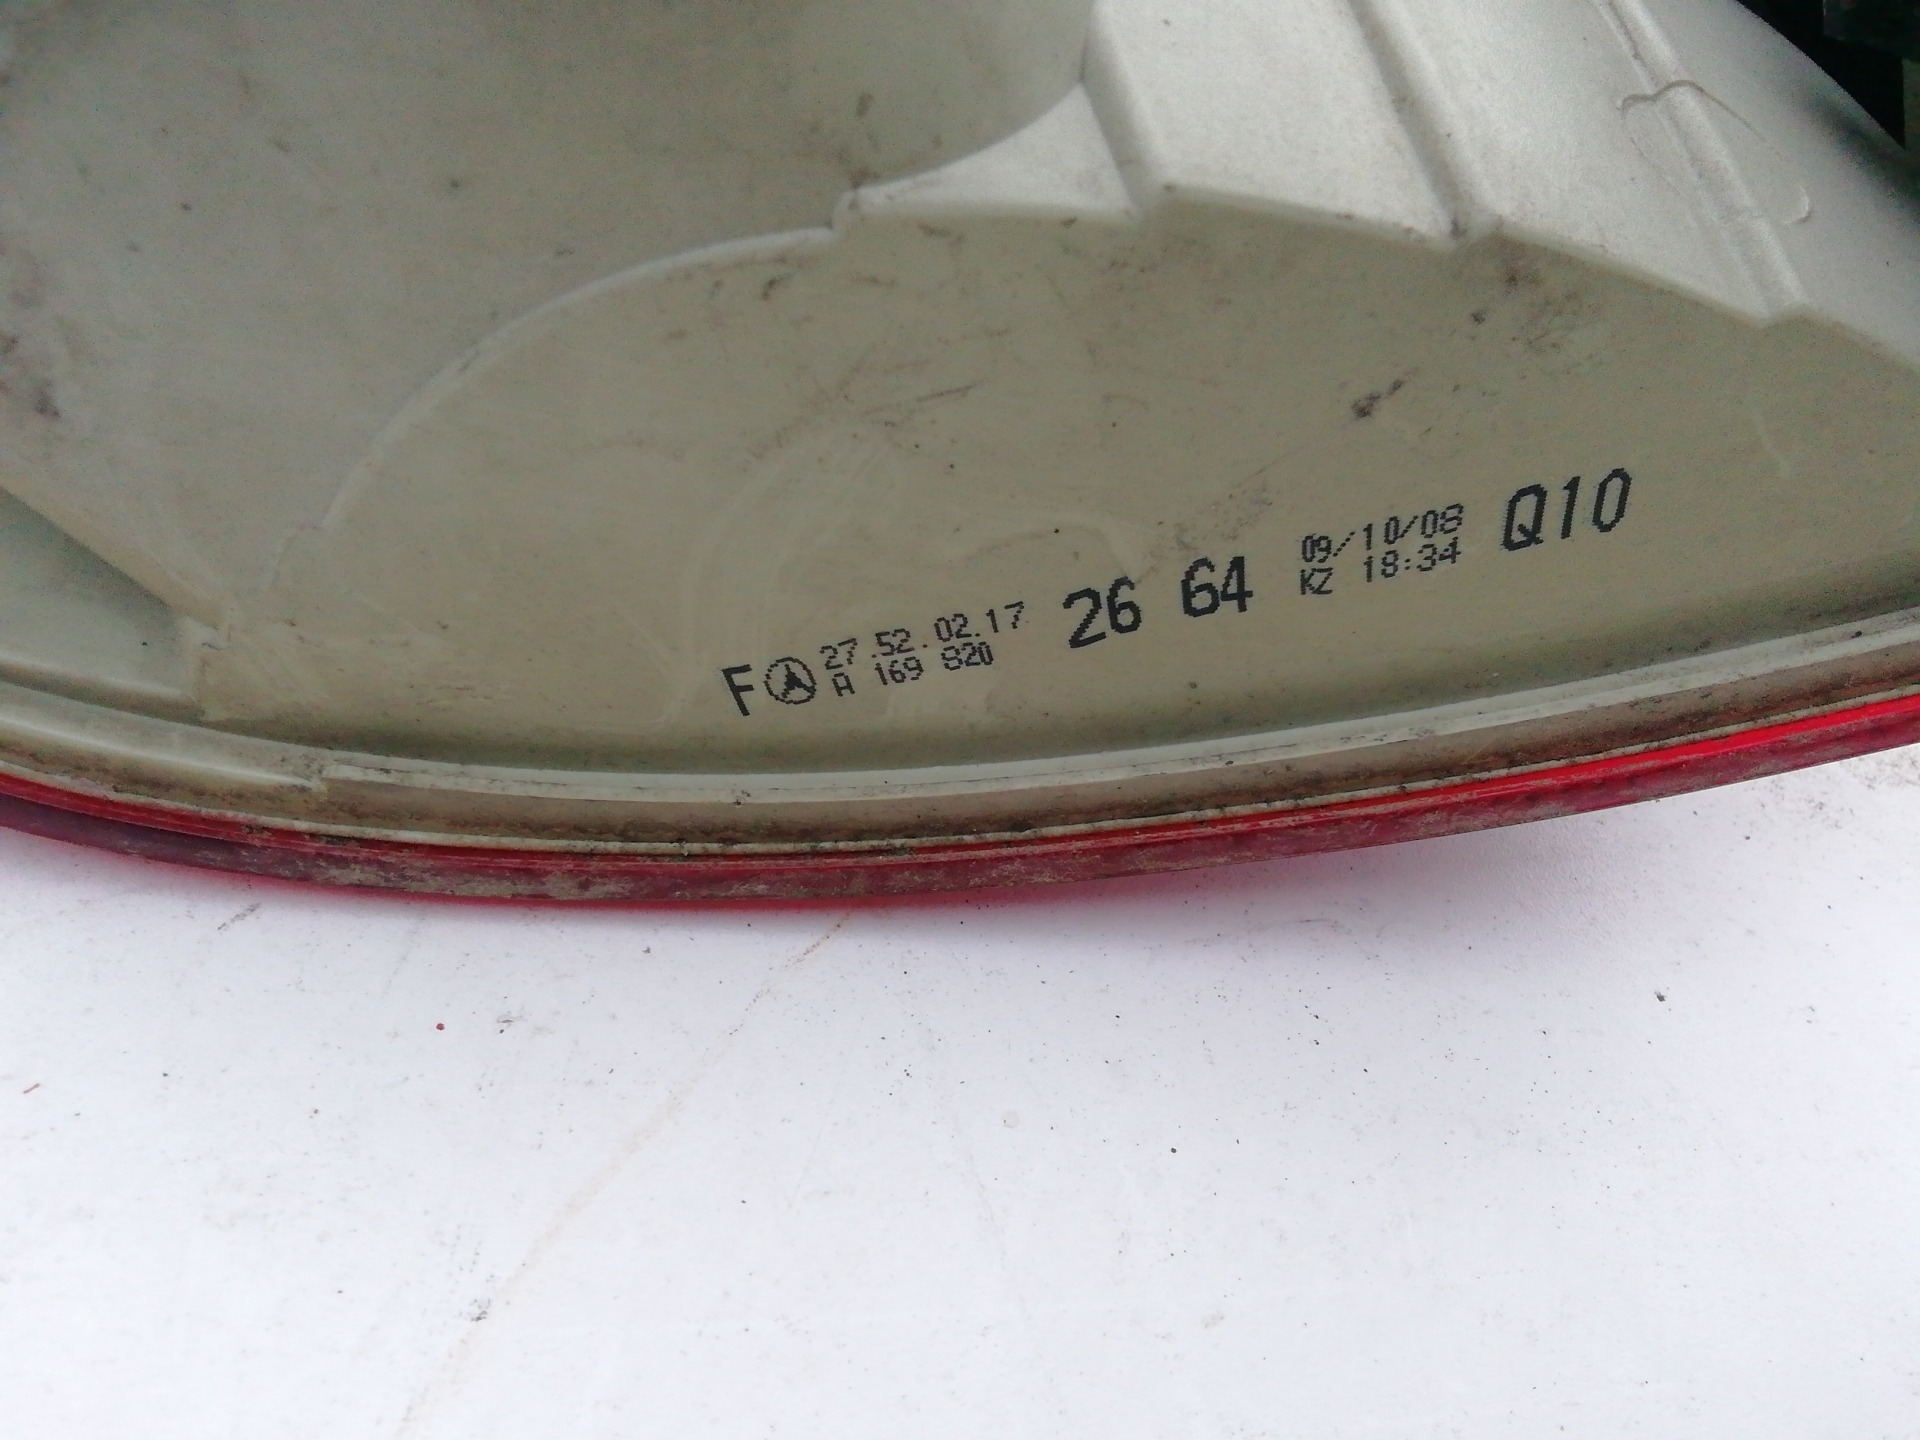 F 27.52.02.17 26 64 09/10/08 Q10
A 169 820 KZ 18:34